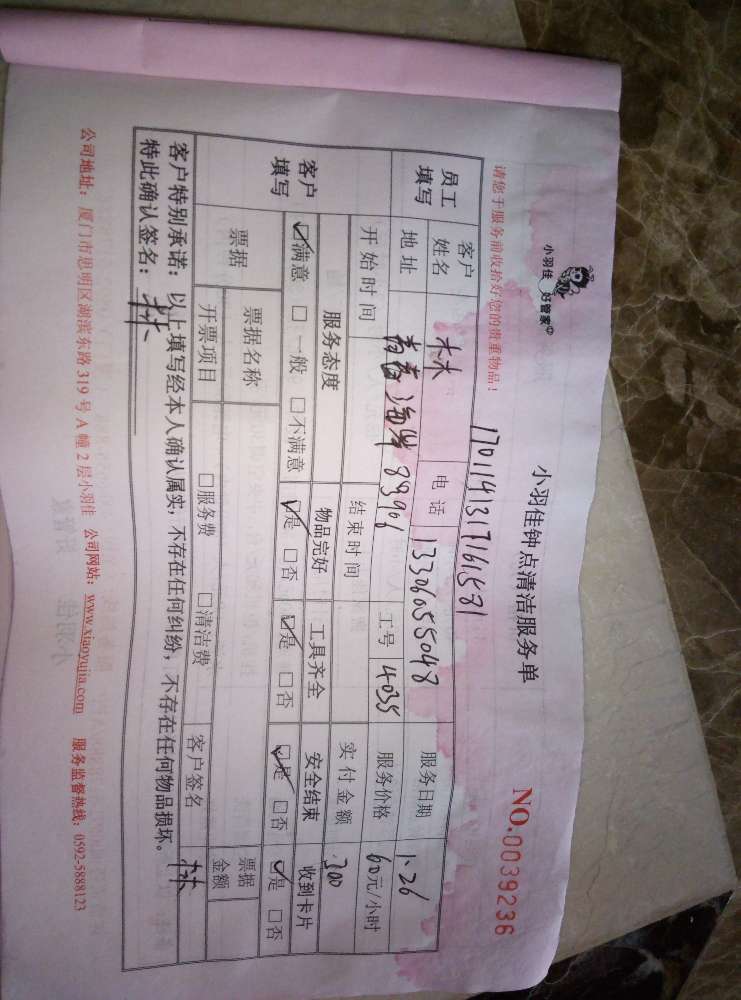 小羽佳 好管家
小羽佳钟点清洁服务单
NO.0039236
请您于服务前收拾好您的贵重物品!
员工填写
客户姓名 林 电话 13306055048 服务日期 1.26
地址 海岸 89901 工号 4035 服务价格 60元/小时
开始时间 结束时间 实付金额 300
客户填写
服务态度 物品完好 工具齐全 安全结束 收到卡片
☑满意 □一般 □不满意 ☑是 □否 ☑是 □否 ☑是 □否 ☑是 □否
票据 票据名称 票据金额
开票项目 □服务费 □清洁费 客户签名 林
客户特别承诺:以上填写经本人确认属实,不存在任何纠纷,不存在任何物品损坏。
特此确认签名:林
公司地址:厦门市思明区湖滨东路319号A幢2层小羽佳 公司网站:www.xiaoyujia.com 服务监督热线:0592-5888123